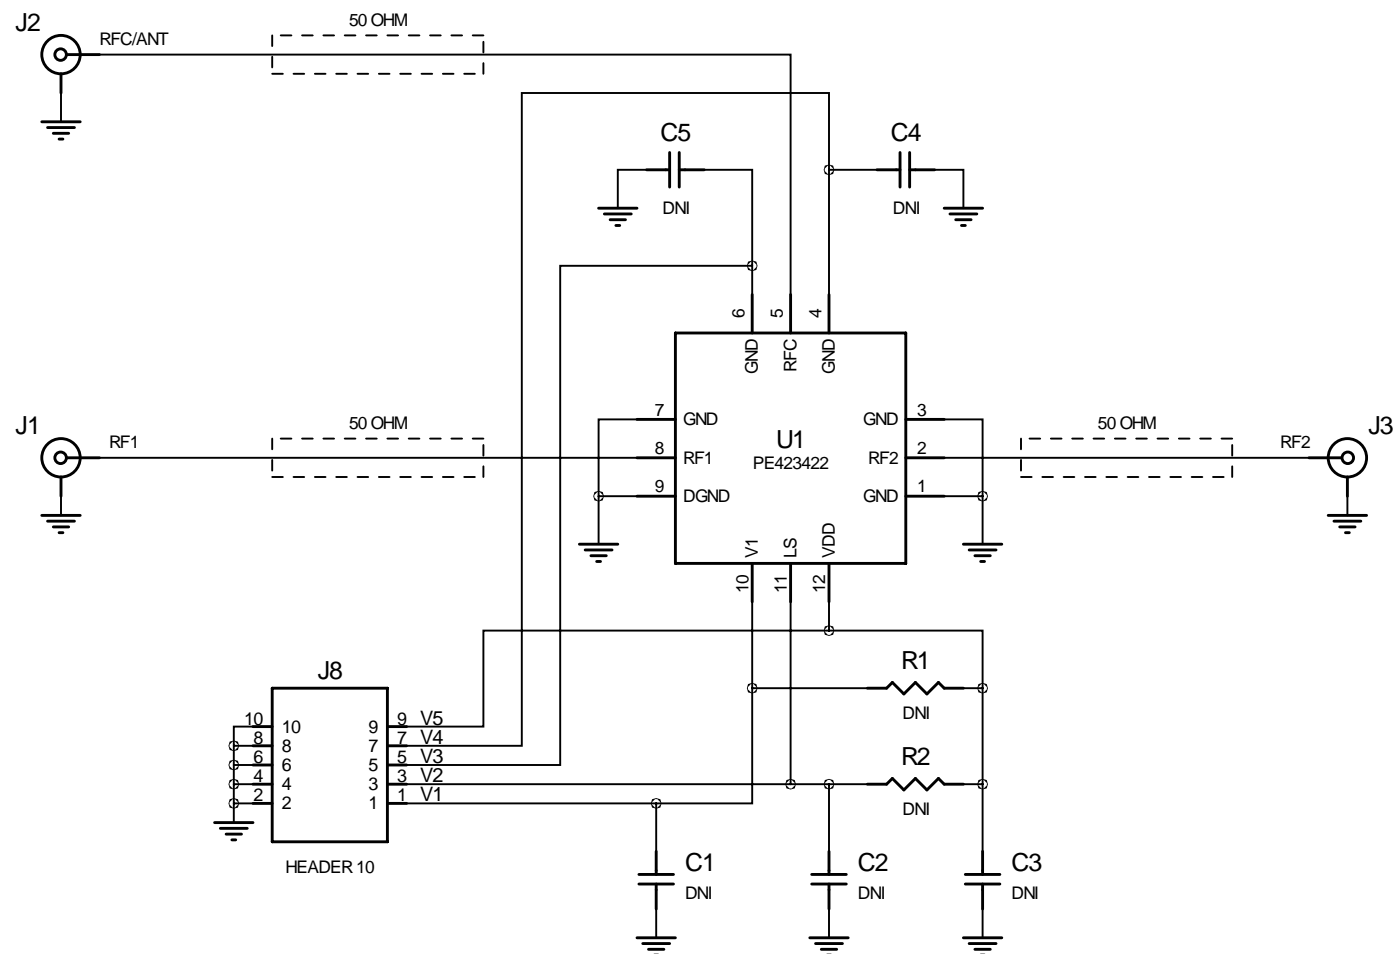 J2
RFC/ANT
50 OHM
C5
DNI
C4
DNI
6
5
4
GND
RFC
GND
J1
RF1
50 OHM
7
GND
8
RF1
9
DGND
U1
PE423422
GND
3
RF2
2
GND
1
50 OHM
RF2
J3
V1
LS
VDD
10
11
12
J8
10 10 9 9 V5
8 8 7 7 V4
6 6 5 5 V3
4 4 3 3 V2
2 2 1 1 V1
HEADER 10
R1
DNI
R2
DNI
C1
DNI
C2
DNI
C3
DNI